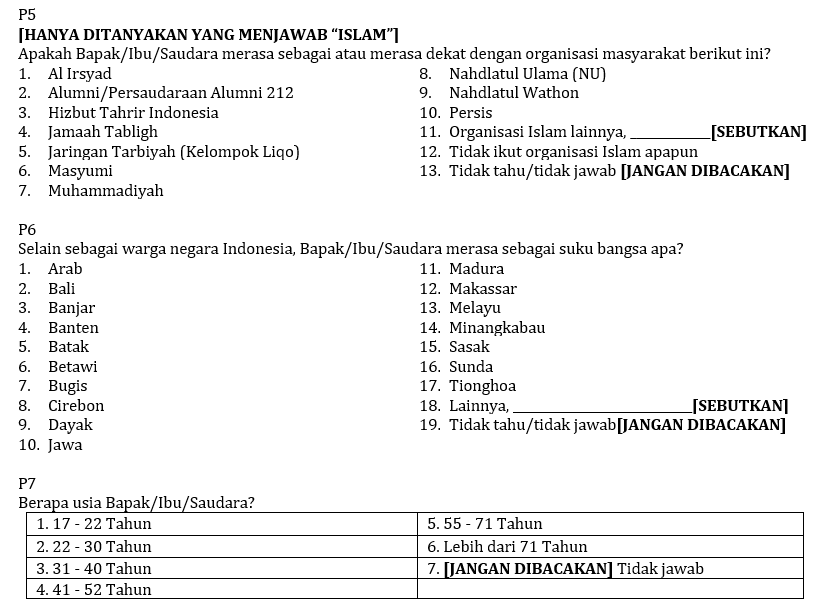 P5
[HANYA DITANYAKAN YANG MENJAWAB “ISLAM”]
Apakah Bapak/Ibu/Saudara merasa sebagai atau merasa dekat dengan organisasi masyarakat berikut ini?
1. Al Irsyad
2. Alumni/Persaudaraan Alumni 212
3. Hizbut Tahrir Indonesia
4. Jamaah Tabligh
5. Jaringan Tarbiyah (Kelompok Liqo)
6. Masyumi
7. Muhammadiyah
8. Nahdlatul Ulama (NU)
9. Nahdlatul Wathon
10. Persis
11. Organisasi Islam lainnya, ____________[SEBUTKAN]
12. Tidak ikut organisasi Islam apapun
13. Tidak tahu/tidak jawab [JANGAN DIBACAKAN]
P6
Selain sebagai warga negara Indonesia, Bapak/Ibu/Saudara merasa sebagai suku bangsa apa?
1. Arab
2. Bali
3. Banjar
4. Banten
5. Batak
6. Betawi
7. Bugis
8. Cirebon
9. Dayak
10. Jawa
11. Madura
12. Makassar
13. Melayu
14. Minangkabau
15. Sasak
16. Sunda
17. Tionghoa
18. Lainnya, ___________________________[SEBUTKAN]
19. Tidak tahu/tidak jawab[JANGAN DIBACAKAN]
P7
Berapa usia Bapak/Ibu/Saudara?
1. 17 - 22 Tahun
2. 22 - 30 Tahun
3. 31 - 40 Tahun
4. 41 - 52 Tahun
5. 55 - 71 Tahun
6. Lebih dari 71 Tahun
7. [JANGAN DIBACAKAN] Tidak jawab